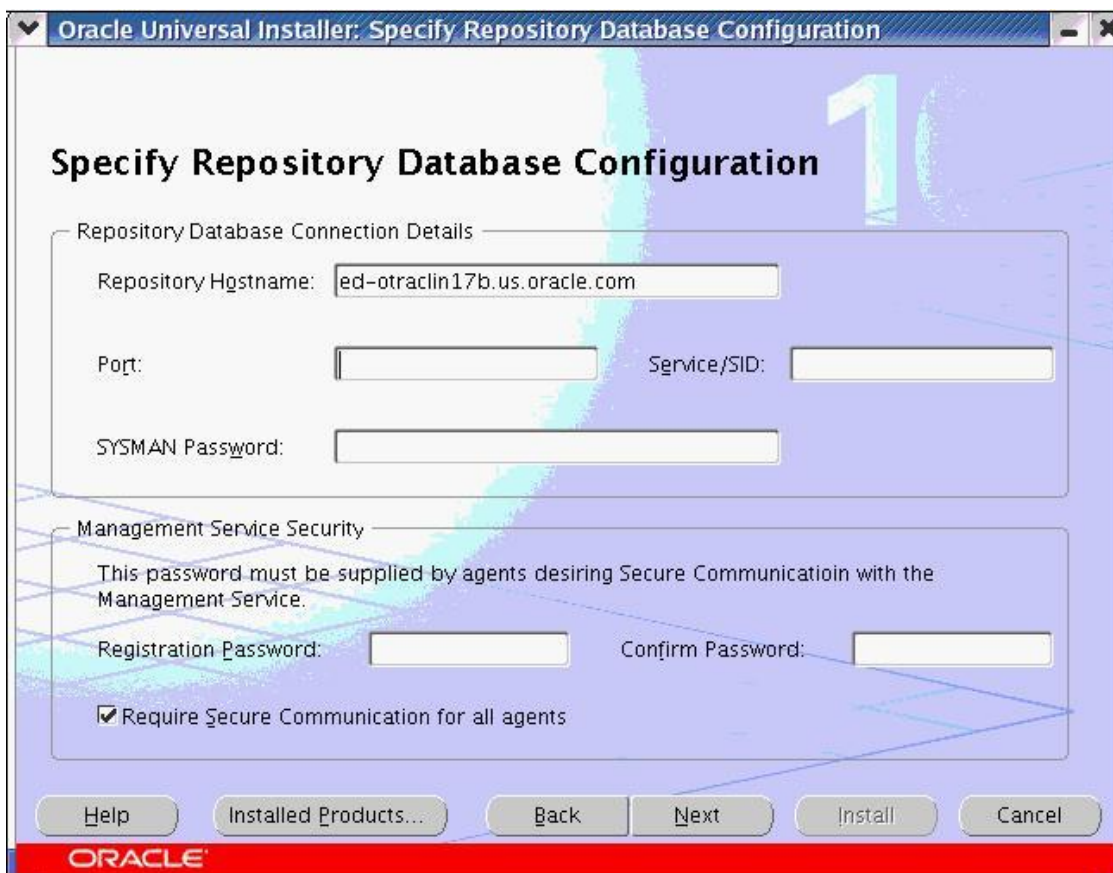 Oracle Universal Installer: Specify Repository Database Configuration
10
Specify Repository Database Configuration
Repository Database Connection Details
Repository Hostname: ed-otraclin17b.us.oracle.com
Port: Service/SID:
SYSMAN Password:
Management Service Security
This password must be supplied by agents desiring Secure Communicatioin with the
Management Service.
Registration Password: Confirm Password:
Require Secure Communication for all agents
Help Installed Products... Back Next Install Cancel
ORACLE